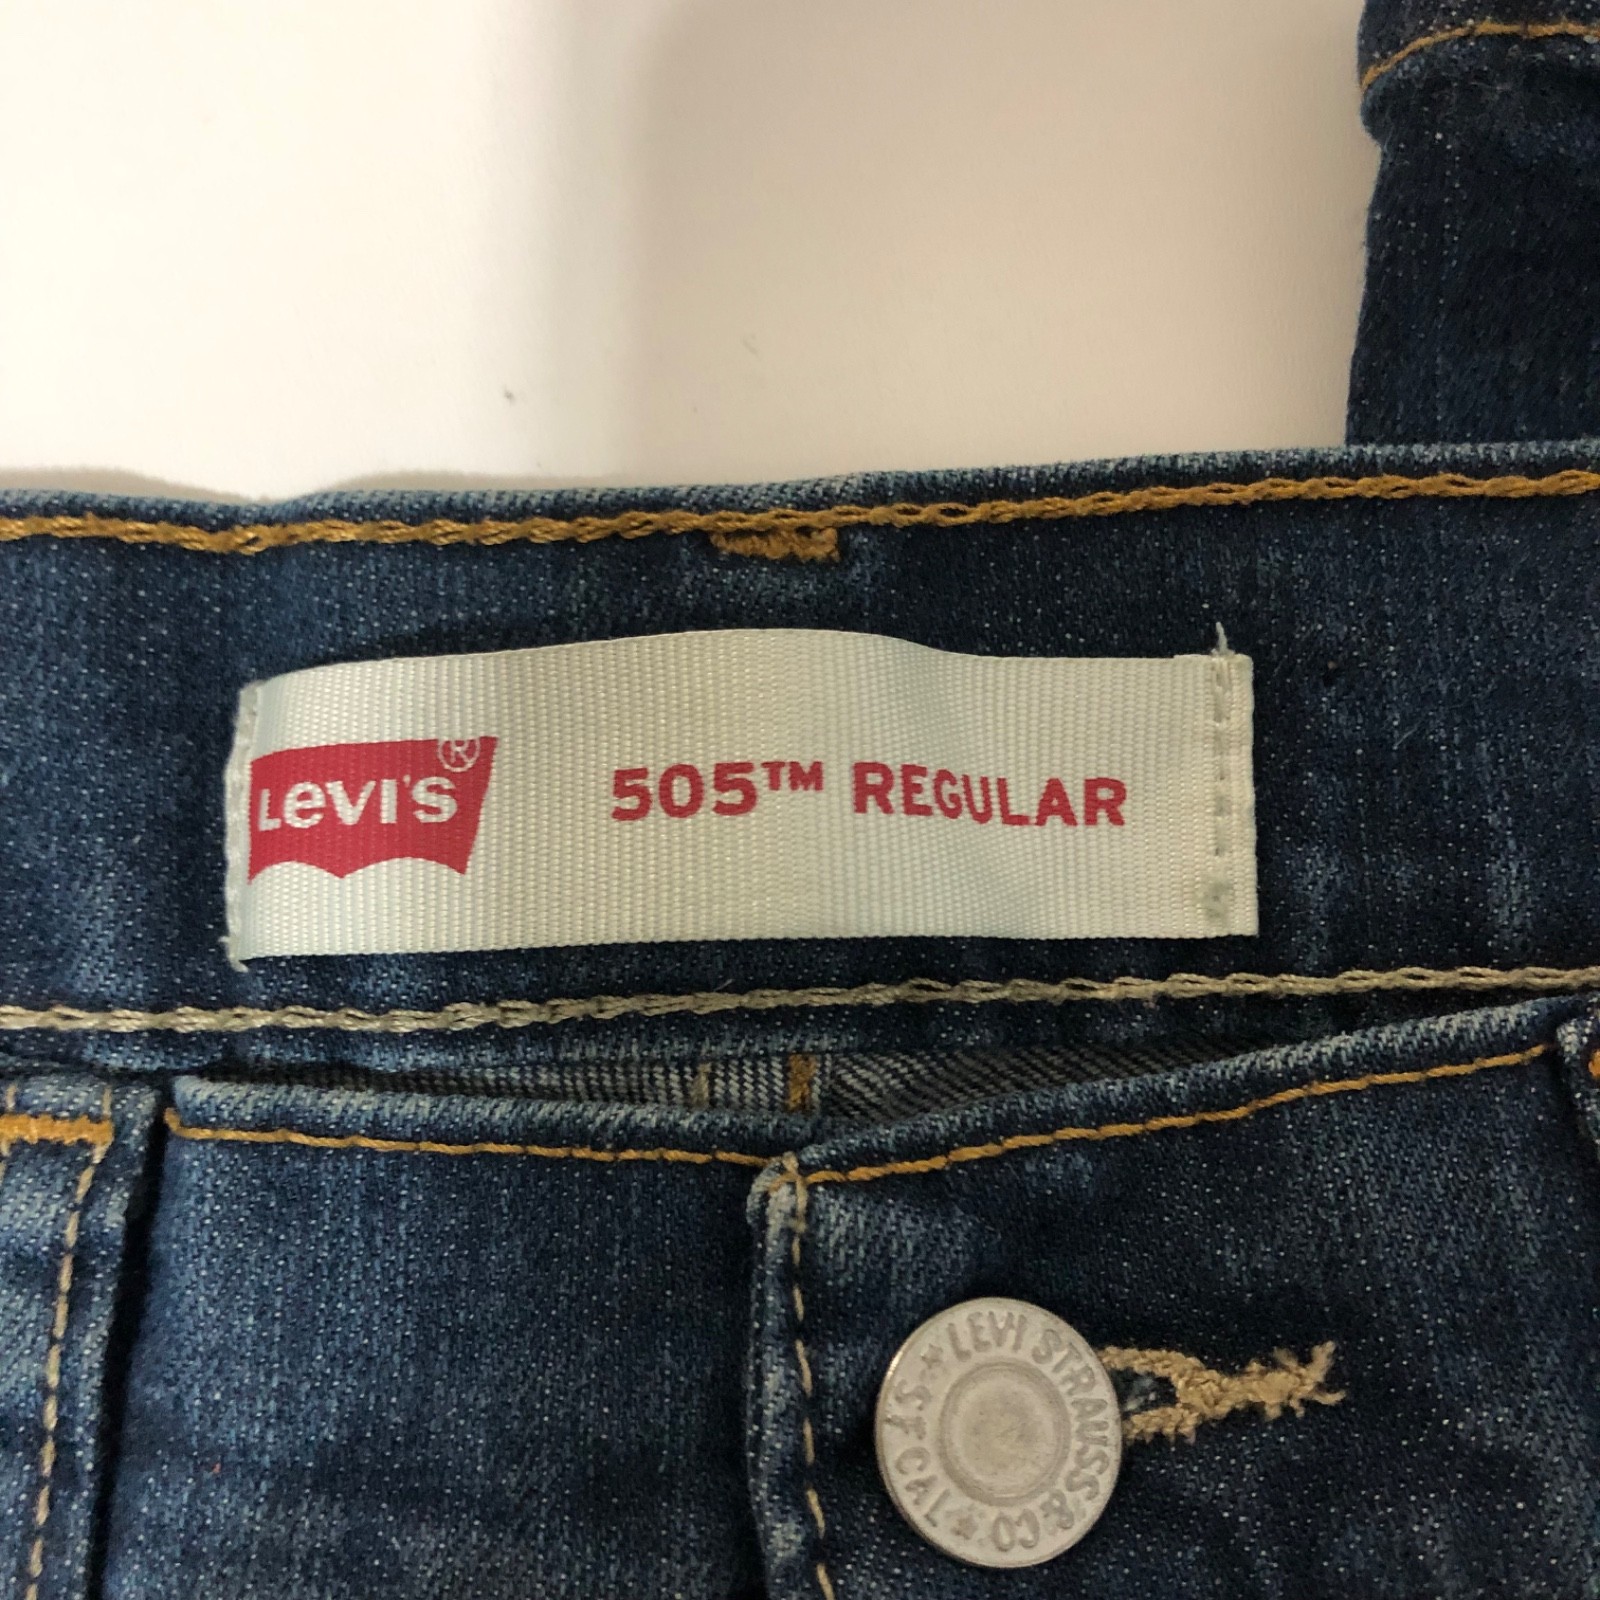 LEVI'S®
505™ REGULAR
LEVI STRAUSS & CO
S.F. CAL